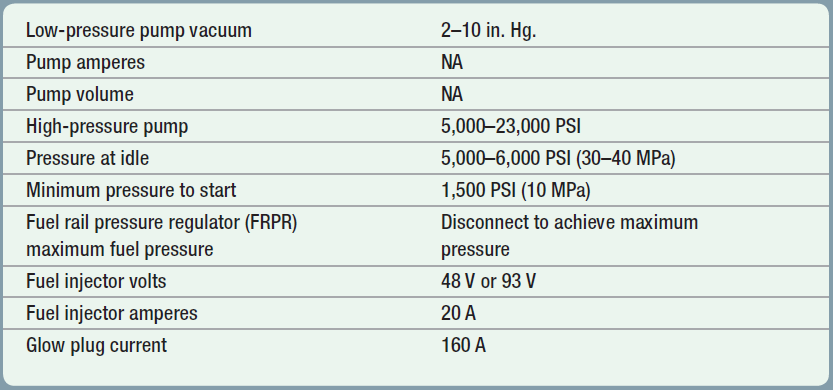 Low-pressure pump vacuum 2–10 in. Hg.
Pump amperes NA
Pump volume NA
High-pressure pump 5,000–23,000 PSI
Pressure at idle 5,000–6,000 PSI (30–40 MPa)
Minimum pressure to start 1,500 PSI (10 MPa)
Fuel rail pressure regulator (FRPR) Disconnect to achieve maximum
maximum fuel pressure pressure
Fuel injector volts 48 V or 93 V
Fuel injector amperes 20 A
Glow plug current 160 A